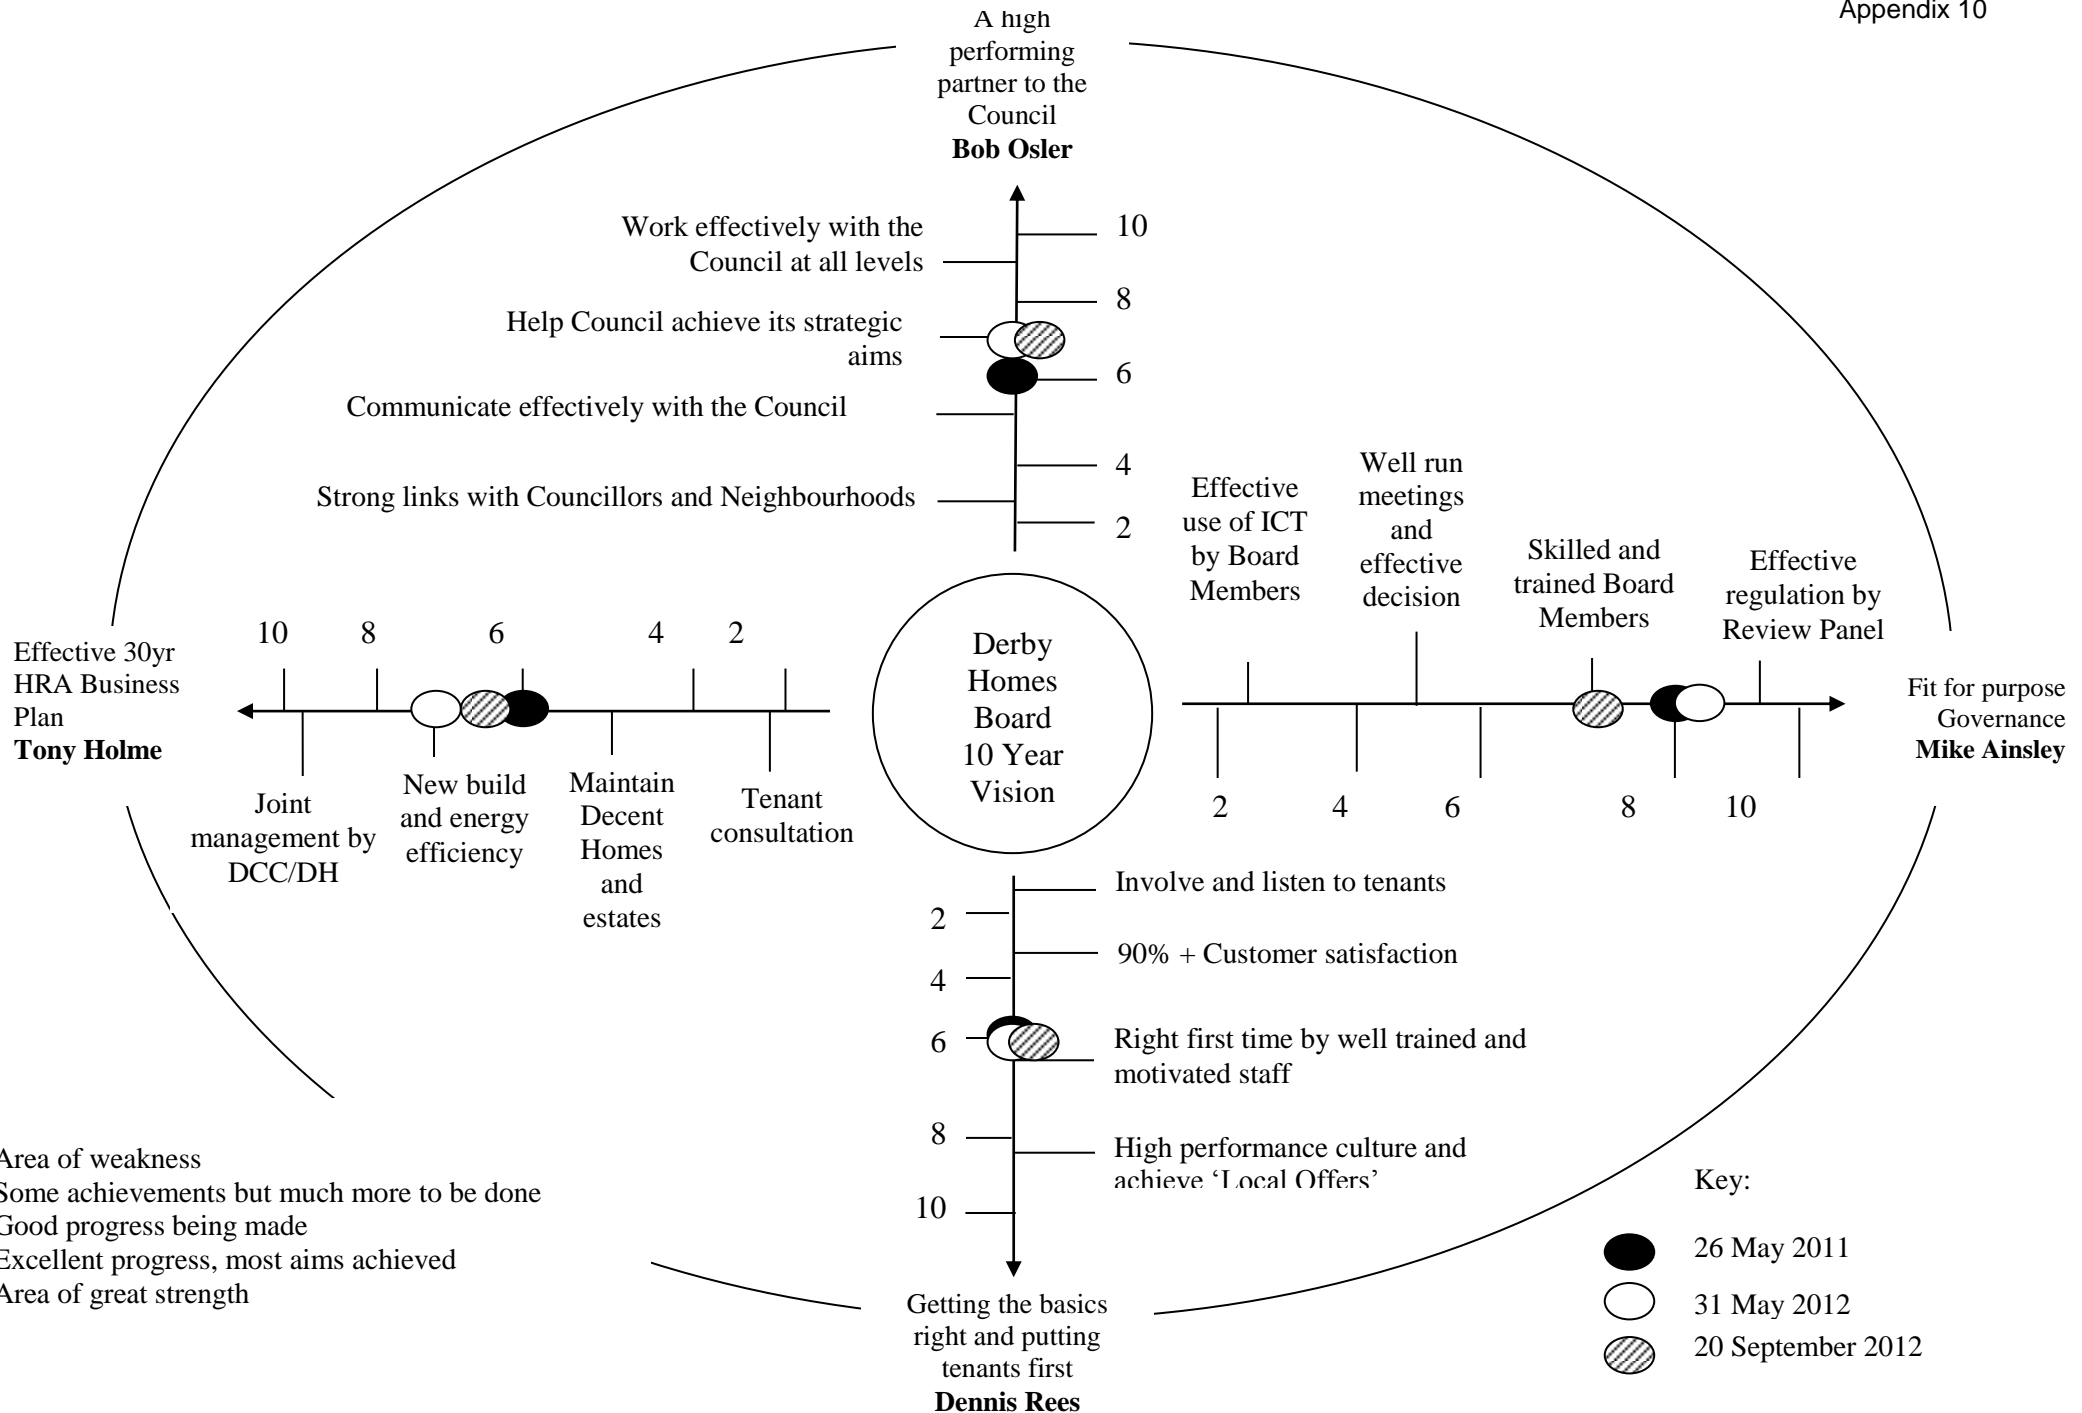 Appendix 10
A high
performing
partner to the
Council
Bob Osler
Work effectively with the
Council at all levels
Help Council achieve its strategic
aims
Communicate effectively with the Council
Strong links with Councillors and Neighbourhoods
10
8
6
4
2
Effective
use of ICT
by Board
Members
Well run
meetings
and
effective
decision
Skilled and
trained Board
Members
Effective
regulation by
Review Panel
10 8 6 4 2
Effective 30yr
HRA Business
Plan
Tony Holme
Derby
Homes
Board
10 Year
Vision
Fit for purpose
Governance
Mike Ainsley
Joint
management by
DCC/DH
New build
and energy
efficiency
Maintain
Decent
Homes
and
estates
Tenant
consultation
2 4 6 8 10
2
4
6
8
10
Involve and listen to tenants
90% + Customer satisfaction
Right first time by well trained and
motivated staff
High performance culture and
achieve ‘Local Offers’
Area of weakness
Some achievements but much more to be done
Good progress being made
Excellent progress, most aims achieved
Area of great strength
Getting the basics
right and putting
tenants first
Dennis Rees
Key:
26 May 2011
31 May 2012
20 September 2012